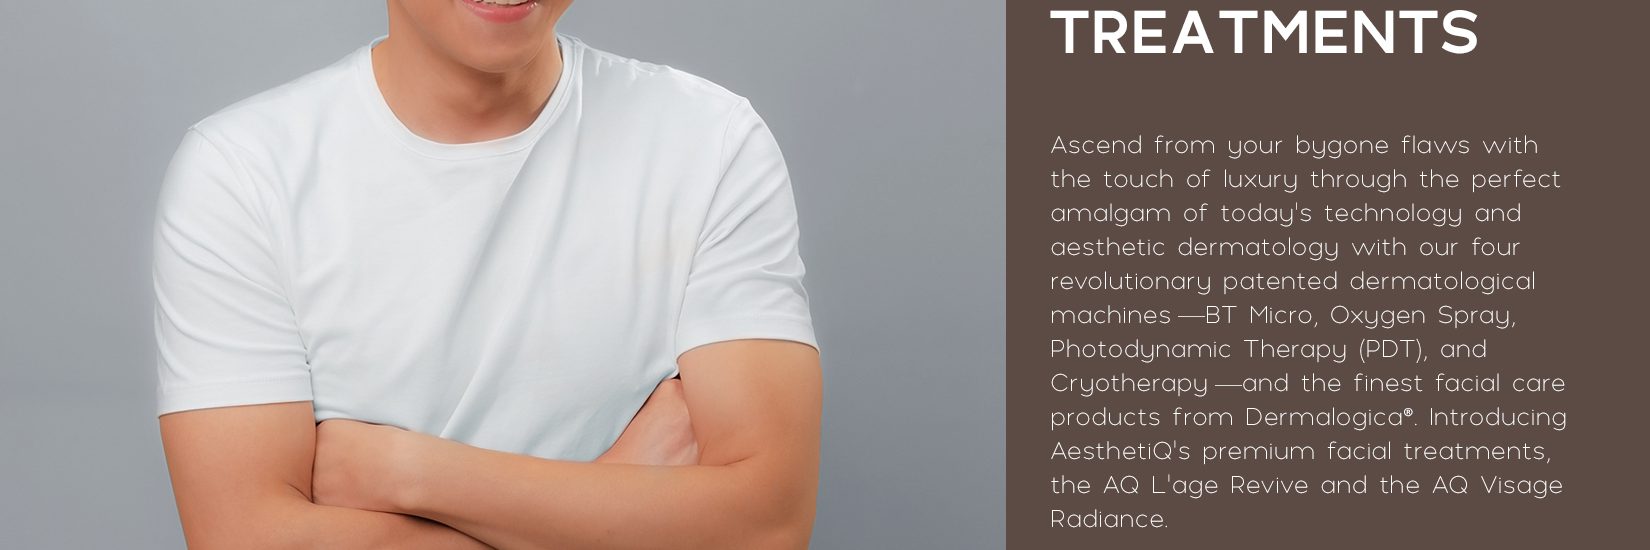 TREATMENTS
Ascend from your bygone flaws with
the touch of luxury through the perfect
amalgam of today's technology and
aesthetic dermatology with our four
revolutionary patented dermatological
machines —BT Micro, Oxygen Spray,
Photodynamic Therapy (PDT), and
Cryotherapy —and the finest facial care
products from Dermalogica®. Introducing
AesthetiQ's premium facial treatments,
the AQ L'age Revive and the AQ Visage
Radiance.